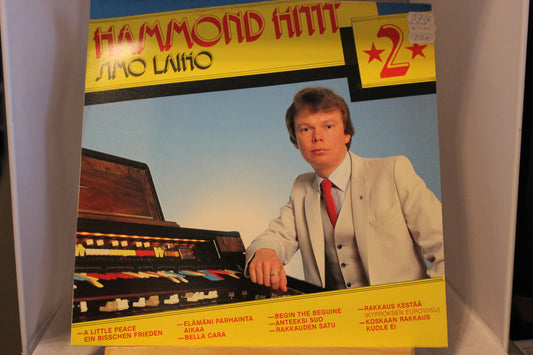 HAMMOND HITIT
SIMO LAIHO
2
10€
–A LITTLE PEACE
EIN BISSCHEN FRIEDEN
–ELÄMÄNI PARHAINTA
AIKAA
–BELLA CARA
–BEGIN THE BEGUINE
–ANTEEKSI SUO
–RAKKAUDEN SATU
–RAKKAUS KESTÄÄ
(KYPROKSEN EUROVIISU)
–KOSKAAN RAKKAUS
KUOLE EI